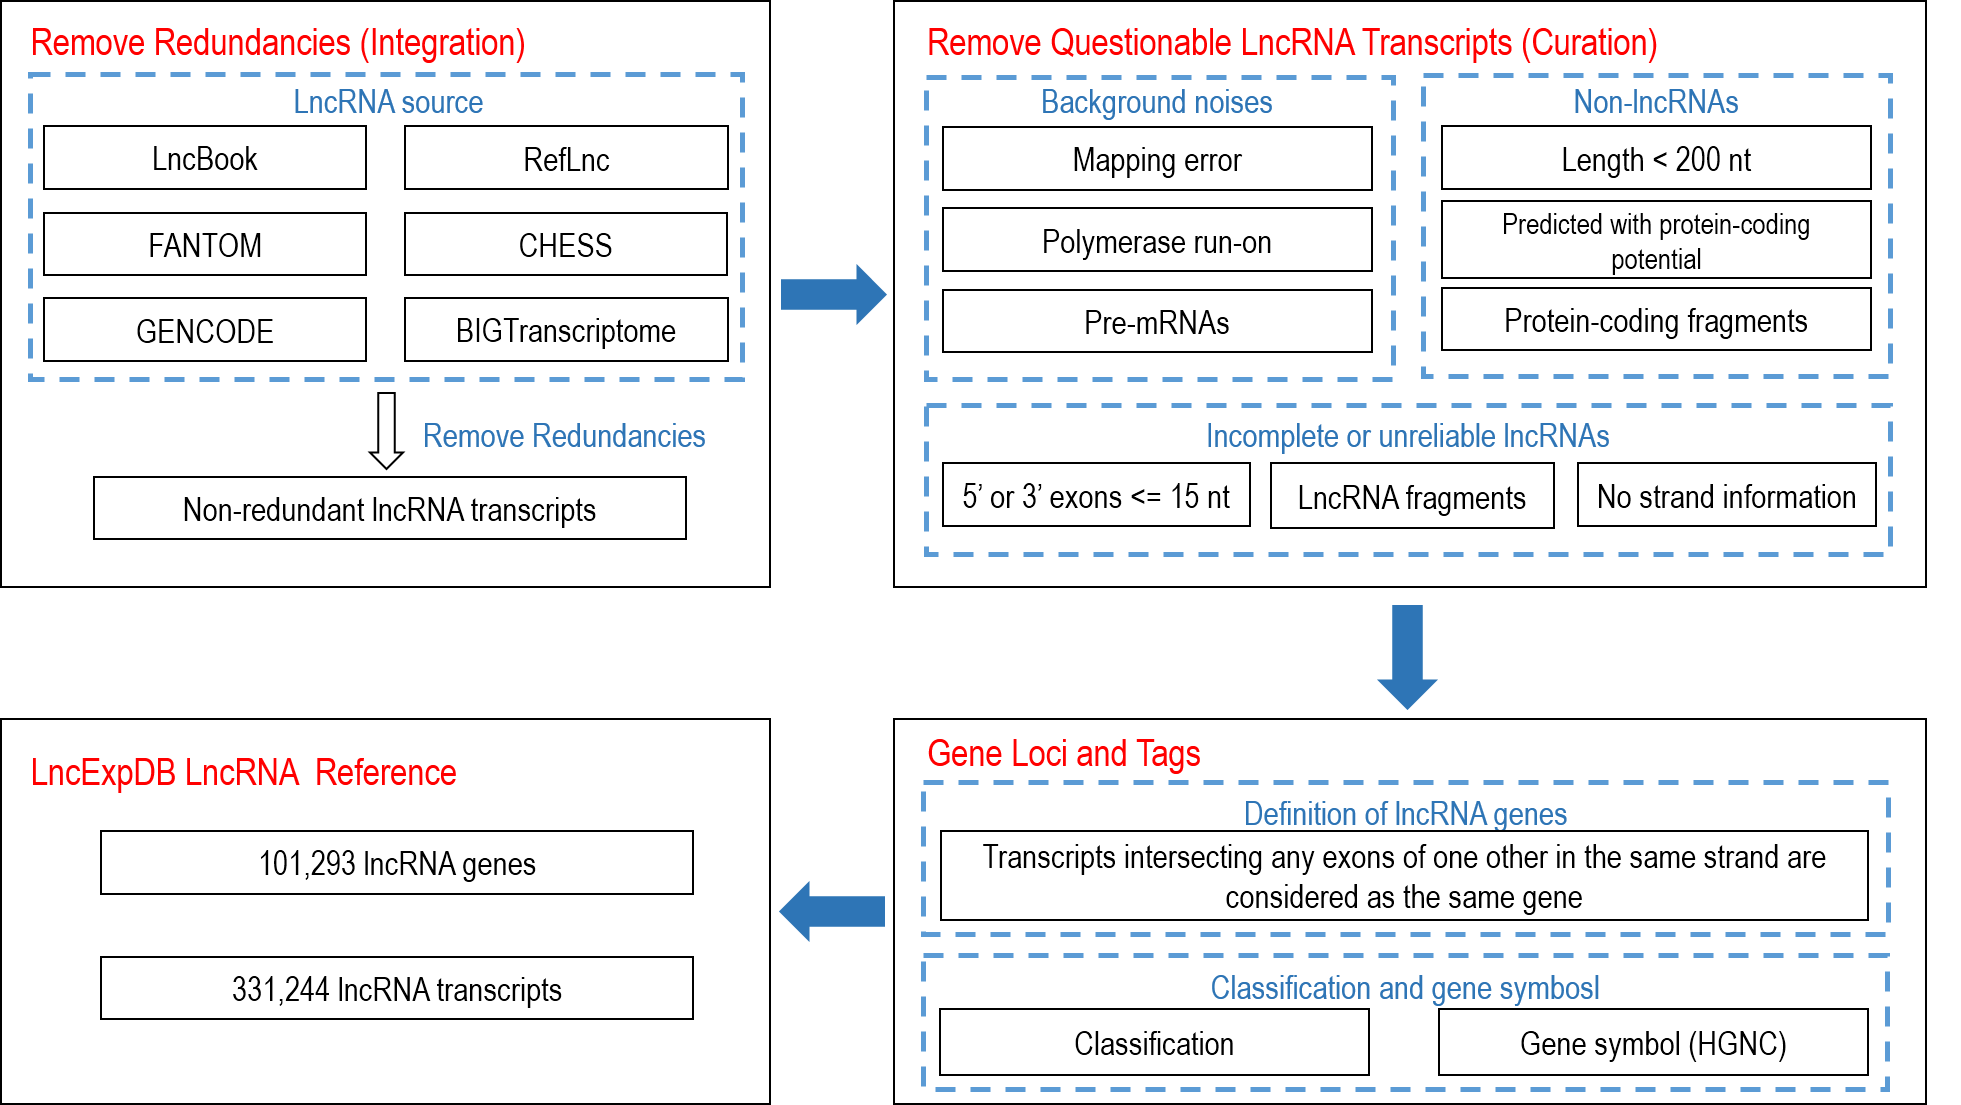 Remove Redundancies (Integration)
LncRNA source
LncBook
RefLnc
FANTOM
CHESS
GENCODE
BIGTranscriptome
Remove Redundancies
Non-redundant lncRNA transcripts
Remove Questionable LncRNA Transcripts (Curation)
Background noises
Mapping error
Polymerase run-on
Pre-mRNAs
Non-lncRNAs
Length < 200 nt
Predicted with protein-coding
potential
Protein-coding fragments
Incomplete or unreliable lncRNAs
5’ or 3’ exons <= 15 nt
LncRNA fragments
No strand information
Gene Loci and Tags
Definition of lncRNA genes
Transcripts intersecting any exons of one other in the same strand are
considered as the same gene
Classification and gene symbosl
Classification
Gene symbol (HGNC)
LncExpDB LncRNA  Reference
101,293 lncRNA genes
331,244 lncRNA transcripts